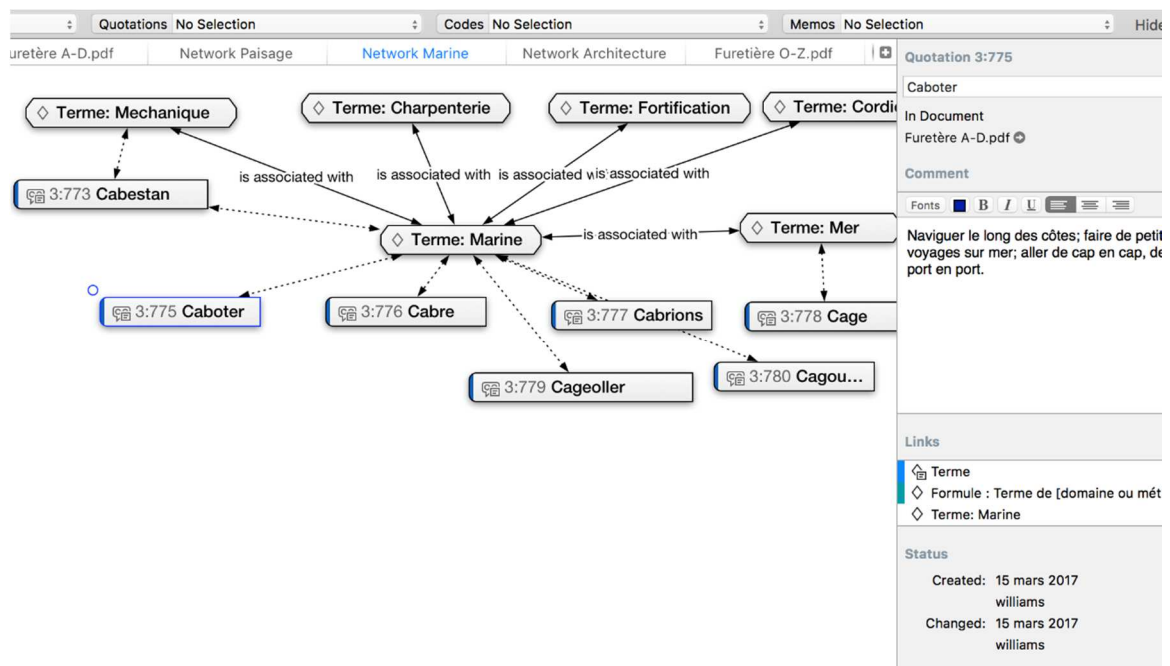 Quotations No Selection Codes No Selection Memos No Selection Hide
uretère A-D.pdf Network Paisage Network Marine Network Architecture Furetière O-Z.pdf
Terme: Mechanique
Terme: Charpenterie
Terme: Fortification
Terme: Cordie
is associated with
is associated with
is associated w
is associated with
3:773 Cabestan
Terme: Marine
is associated with
Terme: Mer
3:775 Caboter
3:776 Cabre
3:777 Cabrions
3:778 Cage
3:779 Cageoller
3:780 Cagou...
Quotation 3:775
Caboter
In Document
Furetère A-D.pdf
Comment
Fonts B I U
Naviguer le long des côtes; faire de petit
voyages sur mer; aller de cap en cap, de
port en port.
Links
Terme
Formule : Terme de [domaine ou mét
Terme: Marine
Status
Created: 15 mars 2017
williams
Changed: 15 mars 2017
williams